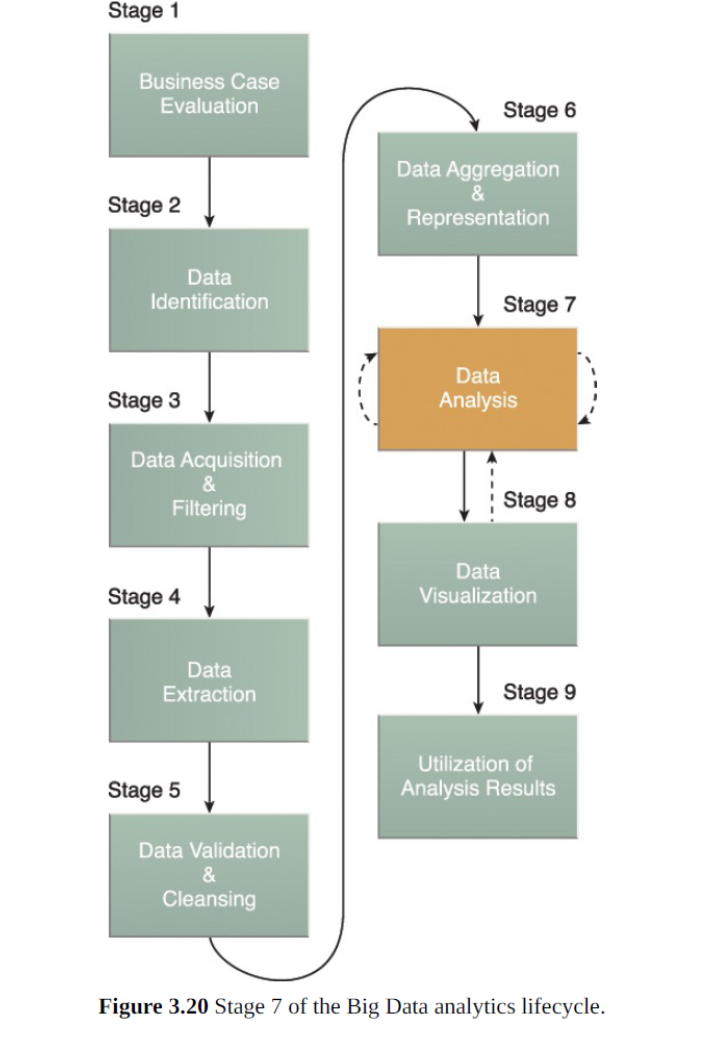 Stage 1
Business Case
Evaluation
Stage 2
Data
Identification
Stage 3
Data Acquisition
&
Filtering
Stage 4
Data
Extraction
Stage 5
Data Validation
&
Cleansing
Stage 6
Data Aggregation
&
Representation
Stage 7
Data
Analysis
Stage 8
Data
Visualization
Stage 9
Utilization of
Analysis Results
Figure 3.20 Stage 7 of the Big Data analytics lifecycle.